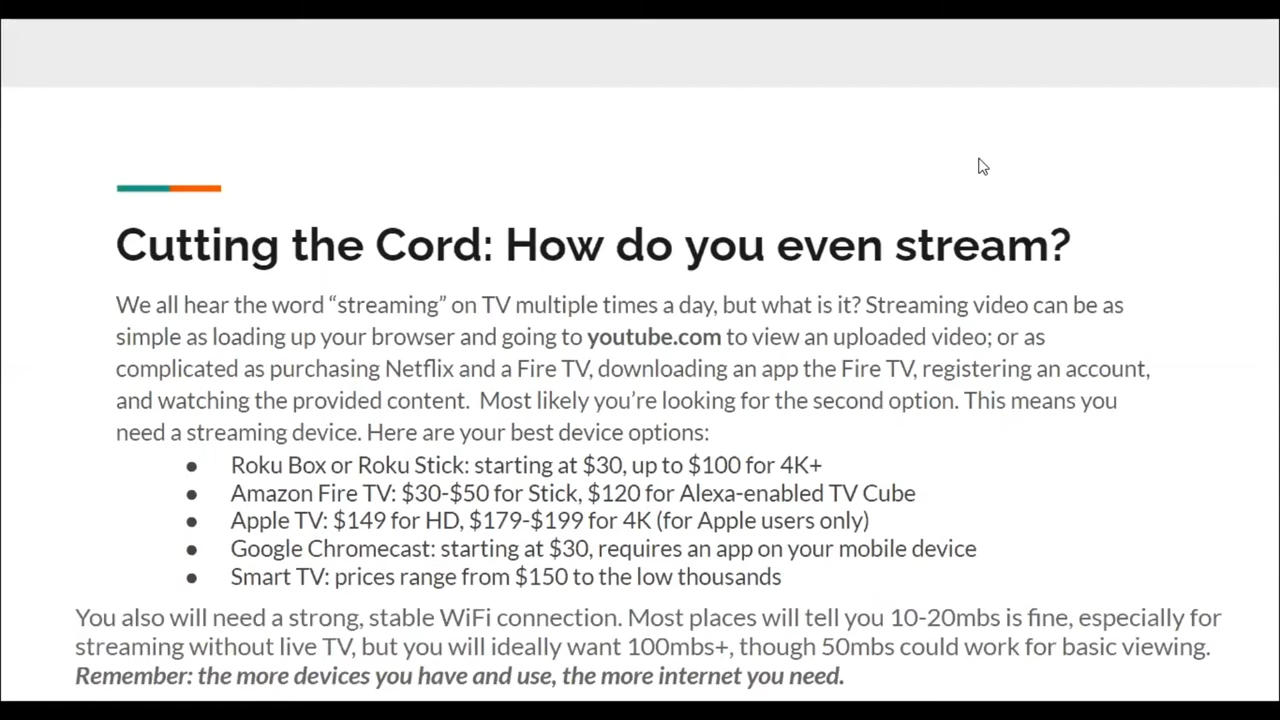 Cutting the Cord: How do you even stream?
We all hear the word “streaming” on TV multiple times a day, but what is it? Streaming video can be as
simple as loading up your browser and going to youtube.com to view an uploaded video; or as
complicated as purchasing Netflix and a Fire TV, downloading an app the Fire TV, registering an account,
and watching the provided content.  Most likely you’re looking for the second option. This means you
need a streaming device. Here are your best device options:
● Roku Box or Roku Stick: starting at $30, up to $100 for 4K+
● Amazon Fire TV: $30-$50 for Stick, $120 for Alexa-enabled TV Cube
● Apple TV: $149 for HD, $179-$199 for 4K (for Apple users only)
● Google Chromecast: starting at $30, requires an app on your mobile device
● Smart TV: prices range from $150 to the low thousands
You also will need a strong, stable WiFi connection. Most places will tell you 10-20mbs is fine, especially for
streaming without live TV, but you will ideally want 100mbs+, though 50mbs could work for basic viewing.
Remember: the more devices you have and use, the more internet you need.